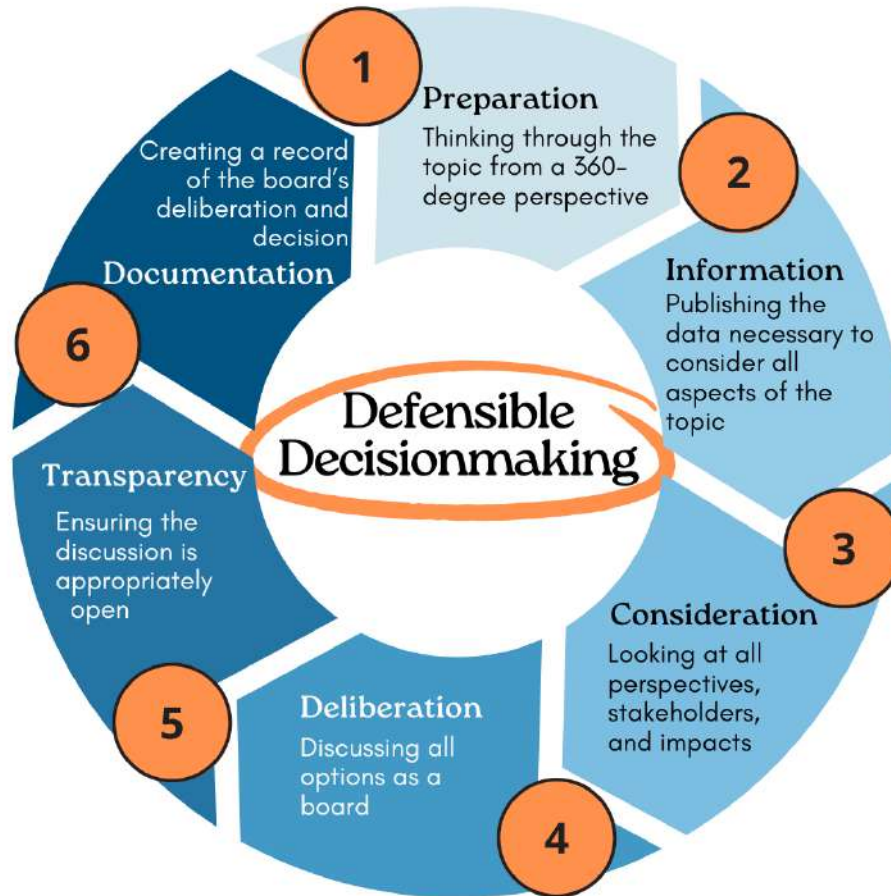 1
Preparation
Thinking through the
topic from a 360-
degree perspective
2
Information
Publishing the
data necessary to
consider all
aspects of the
topic
3
Consideration
Looking at all
perspectives,
stakeholders,
and impacts
4
Deliberation
Discussing all
options as a
board
5
Transparency
Ensuring the
discussion is
appropriately
open
6
Creating a record
of the board's
deliberation and
decision
Documentation
Defensible
Decisionmaking